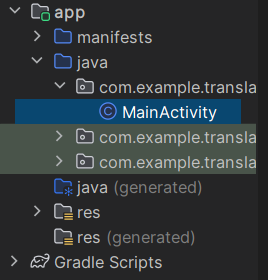 app
manifests
java
com.example.transla
MainActivity
com.example.transla
com.example.transla
java (generated)
res
res (generated)
Gradle Scripts